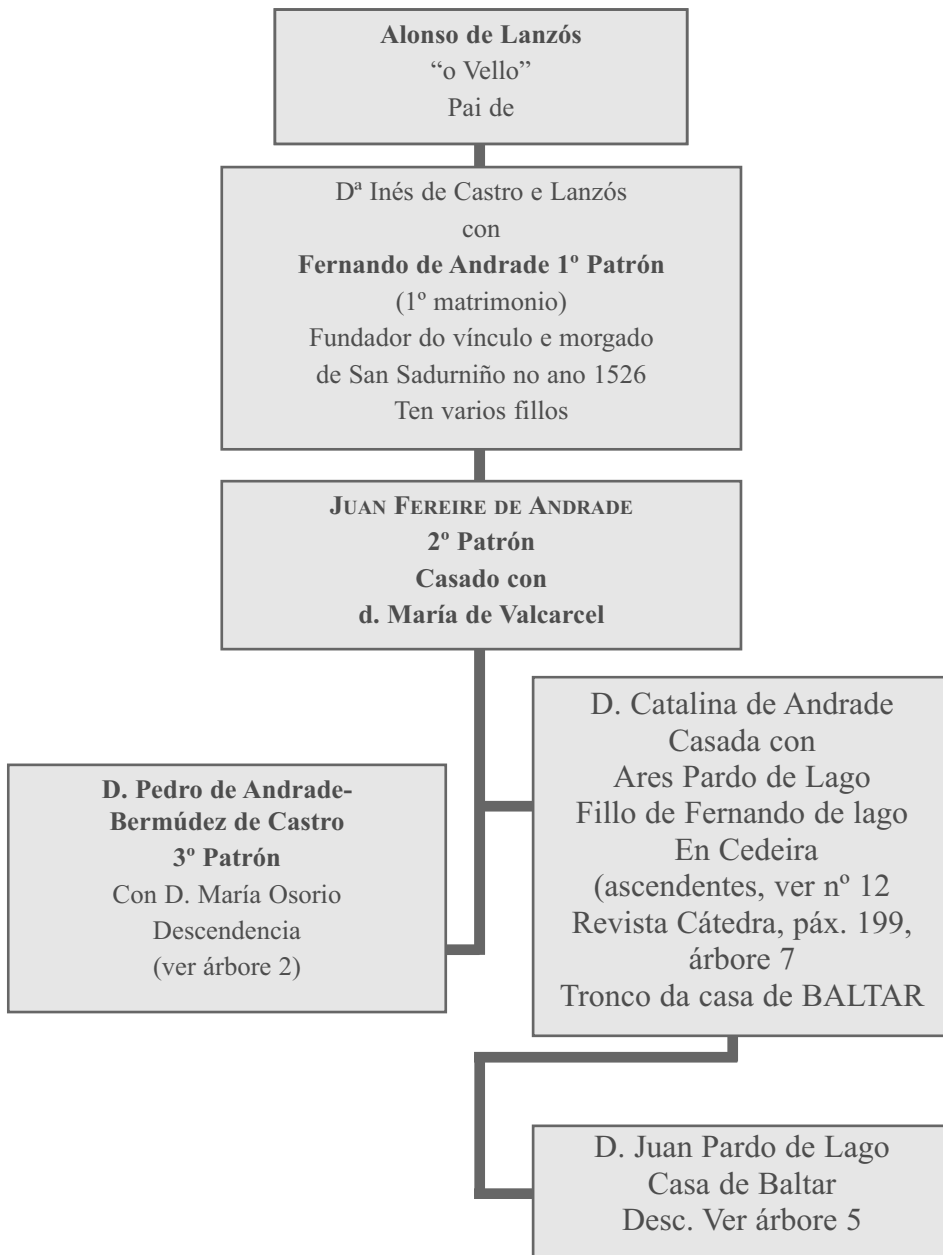 Alonso de Lanzós
“o Vello”
Pai de
Dª Inés de Castro e Lanzós
con
Fernando de Andrade 1º Patrón
(1º matrimonio)
Fundador do vínculo e morgado
de San Sadurniño no ano 1526
Ten varios fillos
JUAN FEREIRE DE ANDRADE
2º Patrón
Casado con
d. María de Valcarcel
D. Pedro de Andrade-
Bermúdez de Castro
3º Patrón
Con D. María Osorio
Descendencia
(ver árbore 2)
D. Catalina de Andrade
Casada con
Ares Pardo de Lago
Fillo de Fernando de lago
En Cedeira
(ascendentes, ver nº 12
Revista Cátedra, páx. 199,
árbore 7
Tronco da casa de BALTAR
D. Juan Pardo de Lago
Casa de Baltar
Desc. Ver árbore 5